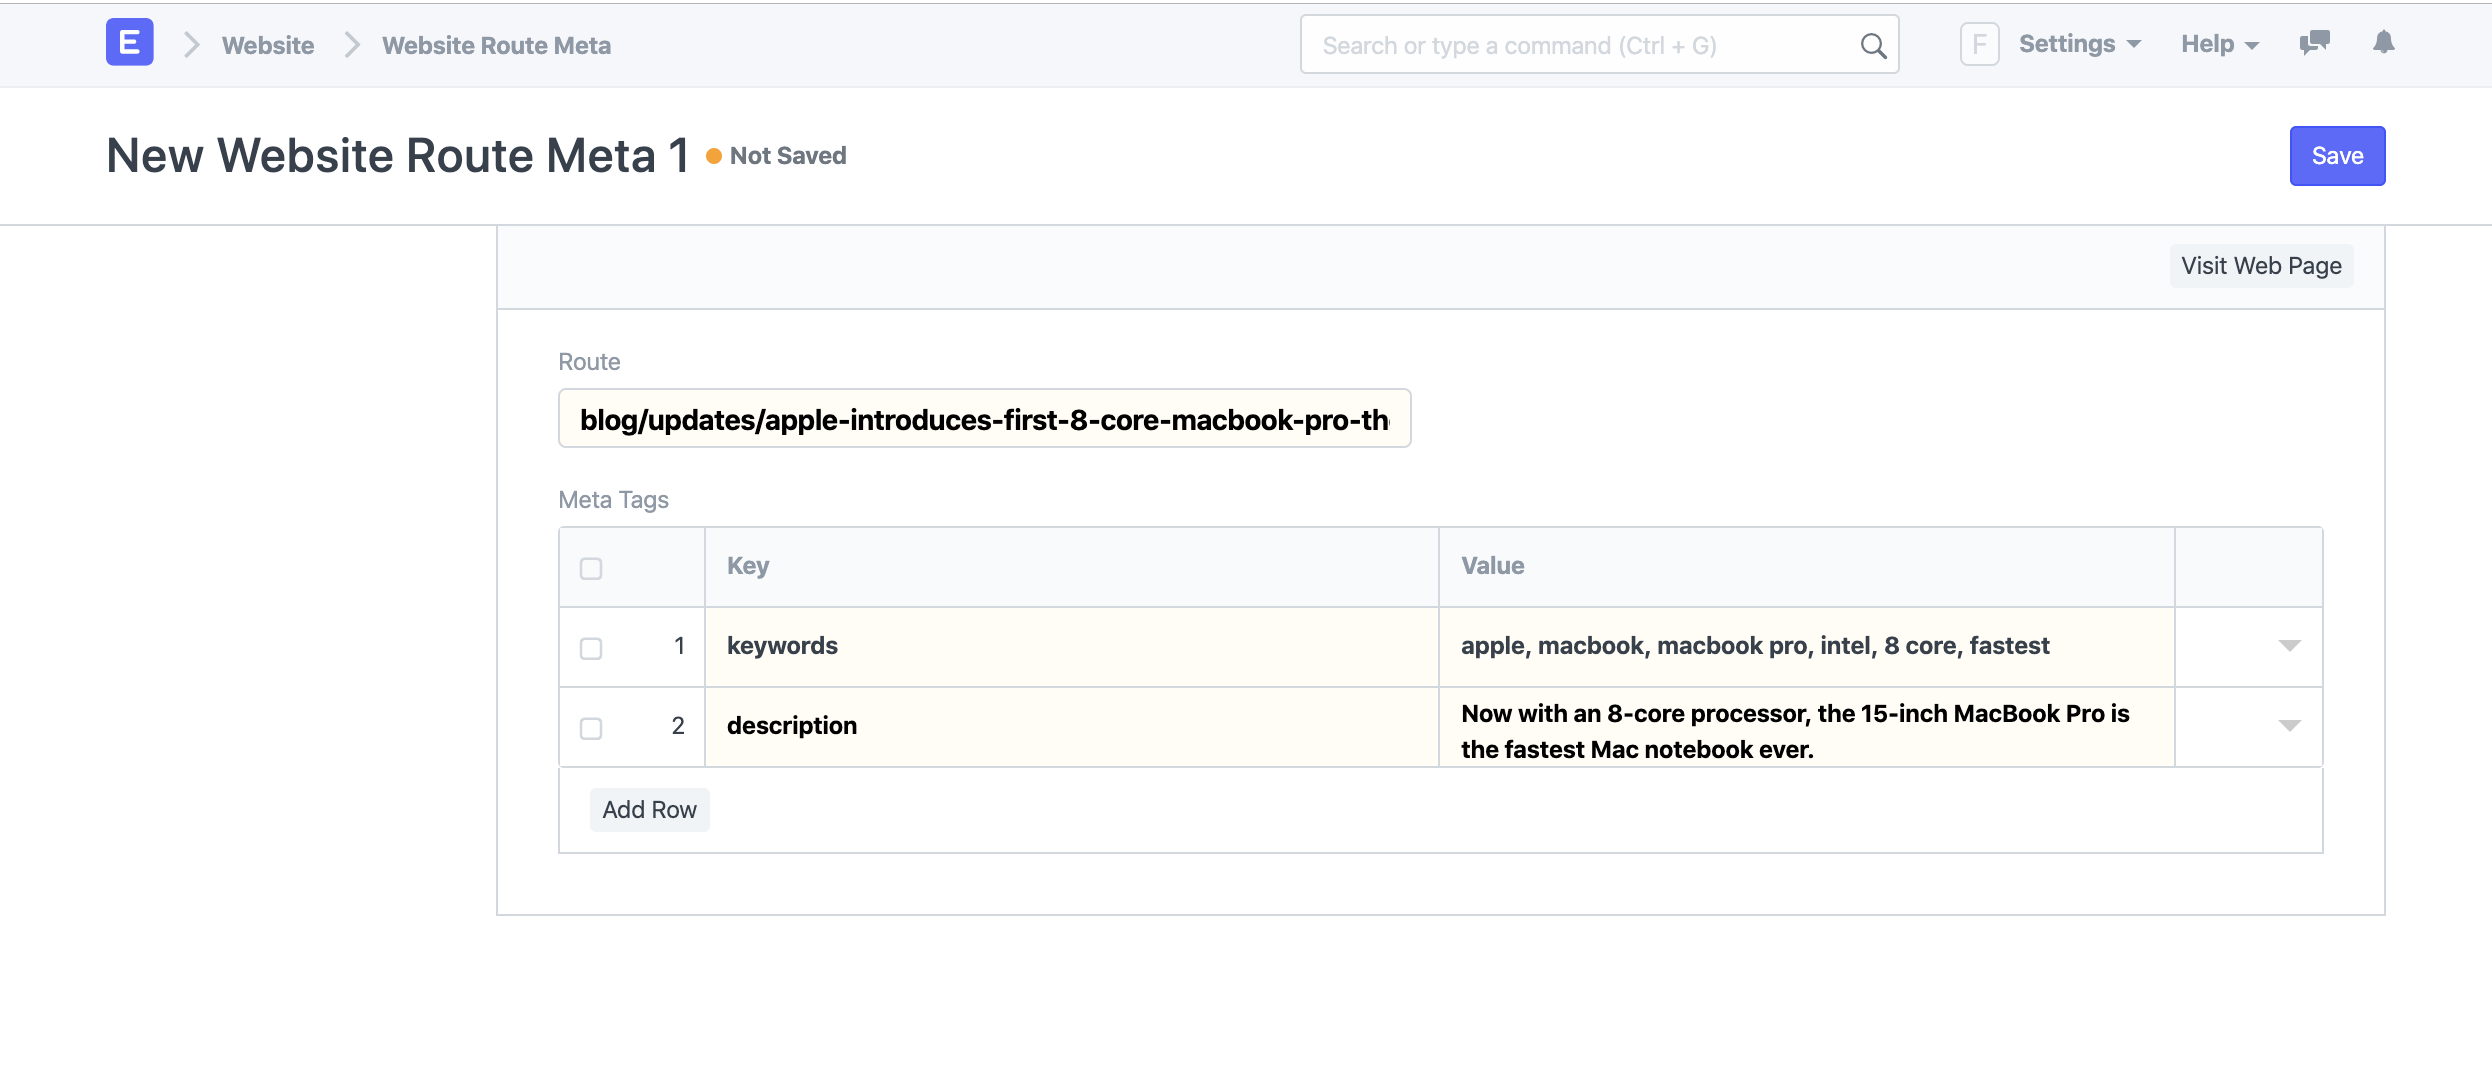 E Website Website Route Meta Search or type a command (Ctrl + G) F Settings Help
New Website Route Meta 1 Not Saved Save
Visit Web Page
Route
blog/updates/apple-introduces-first-8-core-macbook-pro-th
Meta Tags
Key Value
1 keywords apple, macbook, macbook pro, intel, 8 core, fastest
2 description Now with an 8-core processor, the 15-inch MacBook Pro is
the fastest Mac notebook ever.
Add Row